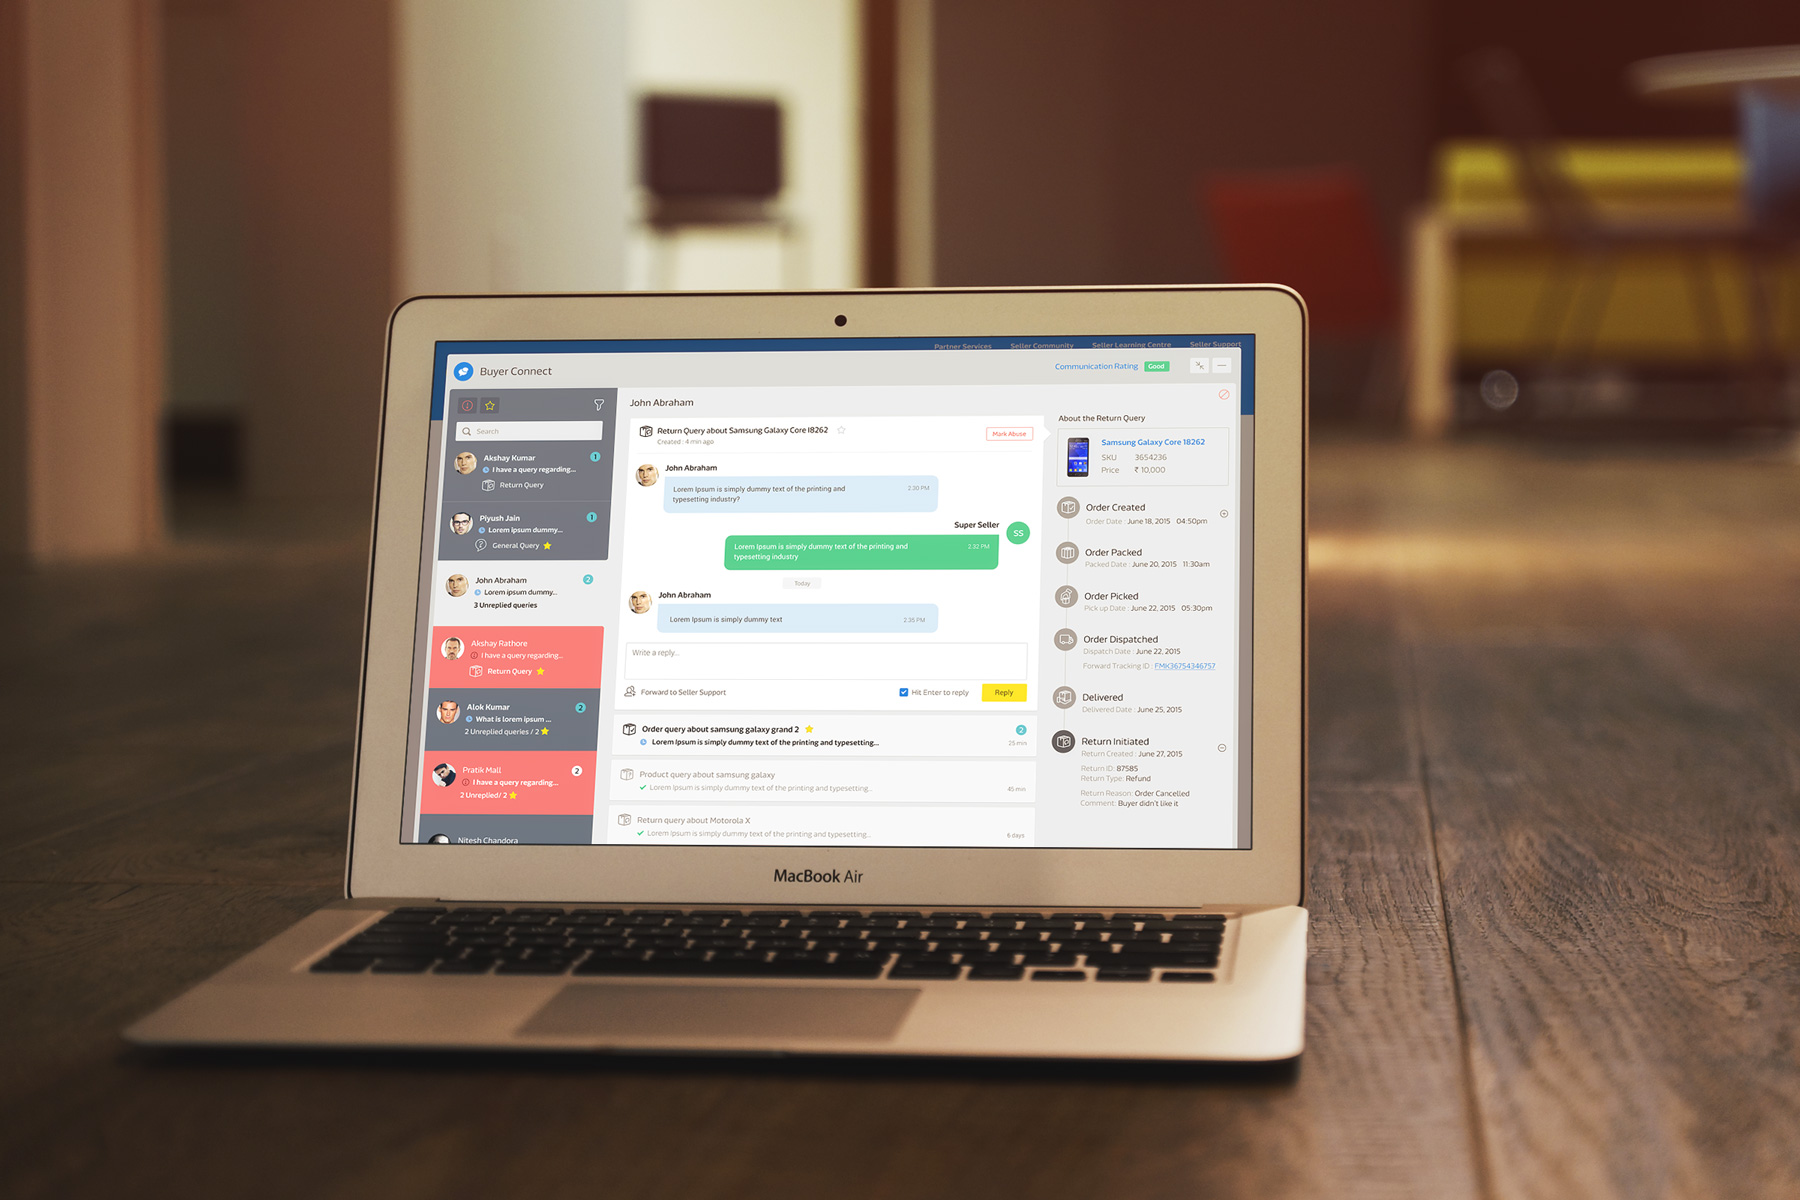 Partner Services Seller Community Seller Learning Centre Seller Support
Buyer Connect
Communication Rating Good
Search
Akshay Kumar 1
I have a query regarding...
Return Query
Piyush Jain 1
Lorem ipsum dummy...
General Query
John Abraham 2
Lorem ipsum dummy...
3 Unreplied queries
Akshay Rathore
I have a query regarding...
Return Query
Alok Kumar 2
What is lorem ipsum ...
2 Unreplied queries / 2
Pratik Mall 2
I have a query regarding...
2 Unreplied/ 2
Nitesh Chandora
John Abraham
Return Query about Samsung Galaxy Core I8262
Created : 4 min ago
Mark Abuse
John Abraham
Lorem Ipsum is simply dummy text of the printing and 2:30 PM
typesetting industry?
Super Seller
SS
Lorem Ipsum is simply dummy text of the printing and 2:32 PM
typesetting industry
Today
John Abraham
Lorem Ipsum is simply dummy text 2:35 PM
Write a reply...
Forward to Seller Support
Hit Enter to reply
Reply
Order query about samsung galaxy grand 2 2
Lorem Ipsum is simply dummy text of the printing and typesetting... 25 min
Product query about samsung galaxy
Lorem Ipsum is simply dummy text of the printing and typesetting... 45 min
Return query about Motorola X
Lorem Ipsum is simply dummy text of the printing and typesetting... 6 days
About the Return Query
Samsung Galaxy Core 18262
SKU 3654236
Price ₹ 10,000
Order Created
Order Date : June 18, 2015 04:50pm
Order Packed
Packed Date : June 20, 2015 11:30am
Order Picked
Pick up Date : June 22, 2015 05:30pm
Order Dispatched
Dispatch Date : June 22, 2015
Forward Tracking ID : FMK36754346757
Delivered
Delivered Date : June 25, 2015
Return Initiated
Return Created : June 27, 2015
Return ID: 87585
Return Type: Refund
Return Reason: Order Cancelled
Comment: Buyer didn't like it
MacBook Air